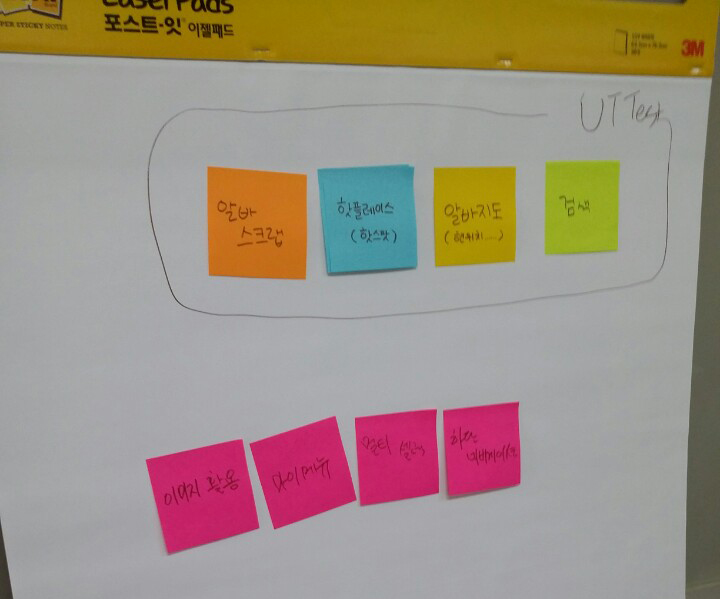 Easel Pads
포스트-잇 이젤패드
SUPER STICKY NOTES
3M
UT Test
알바
스크랩
핫플레이스
(핫스팟)
알바지도
(현위치.....)
검색
이미지 활용
마이메뉴
멀티 셀렉
하단
네비게이션